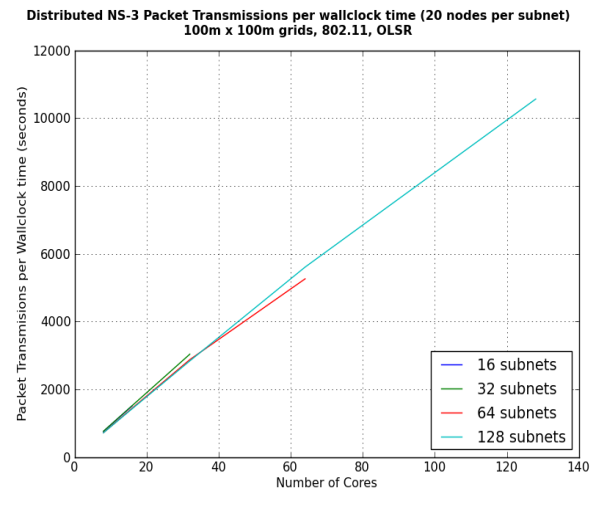 Distributed NS-3 Packet Transmissions per wallclock time (20 nodes per subnet)
100m x 100m grids, 802.11, OLSR
Packet Transmisions per Wallclock time (seconds)
12000
10000
8000
6000
4000
2000
0
0 20 40 60 80 100 120 140
Number of Cores
16 subnets
32 subnets
64 subnets
128 subnets